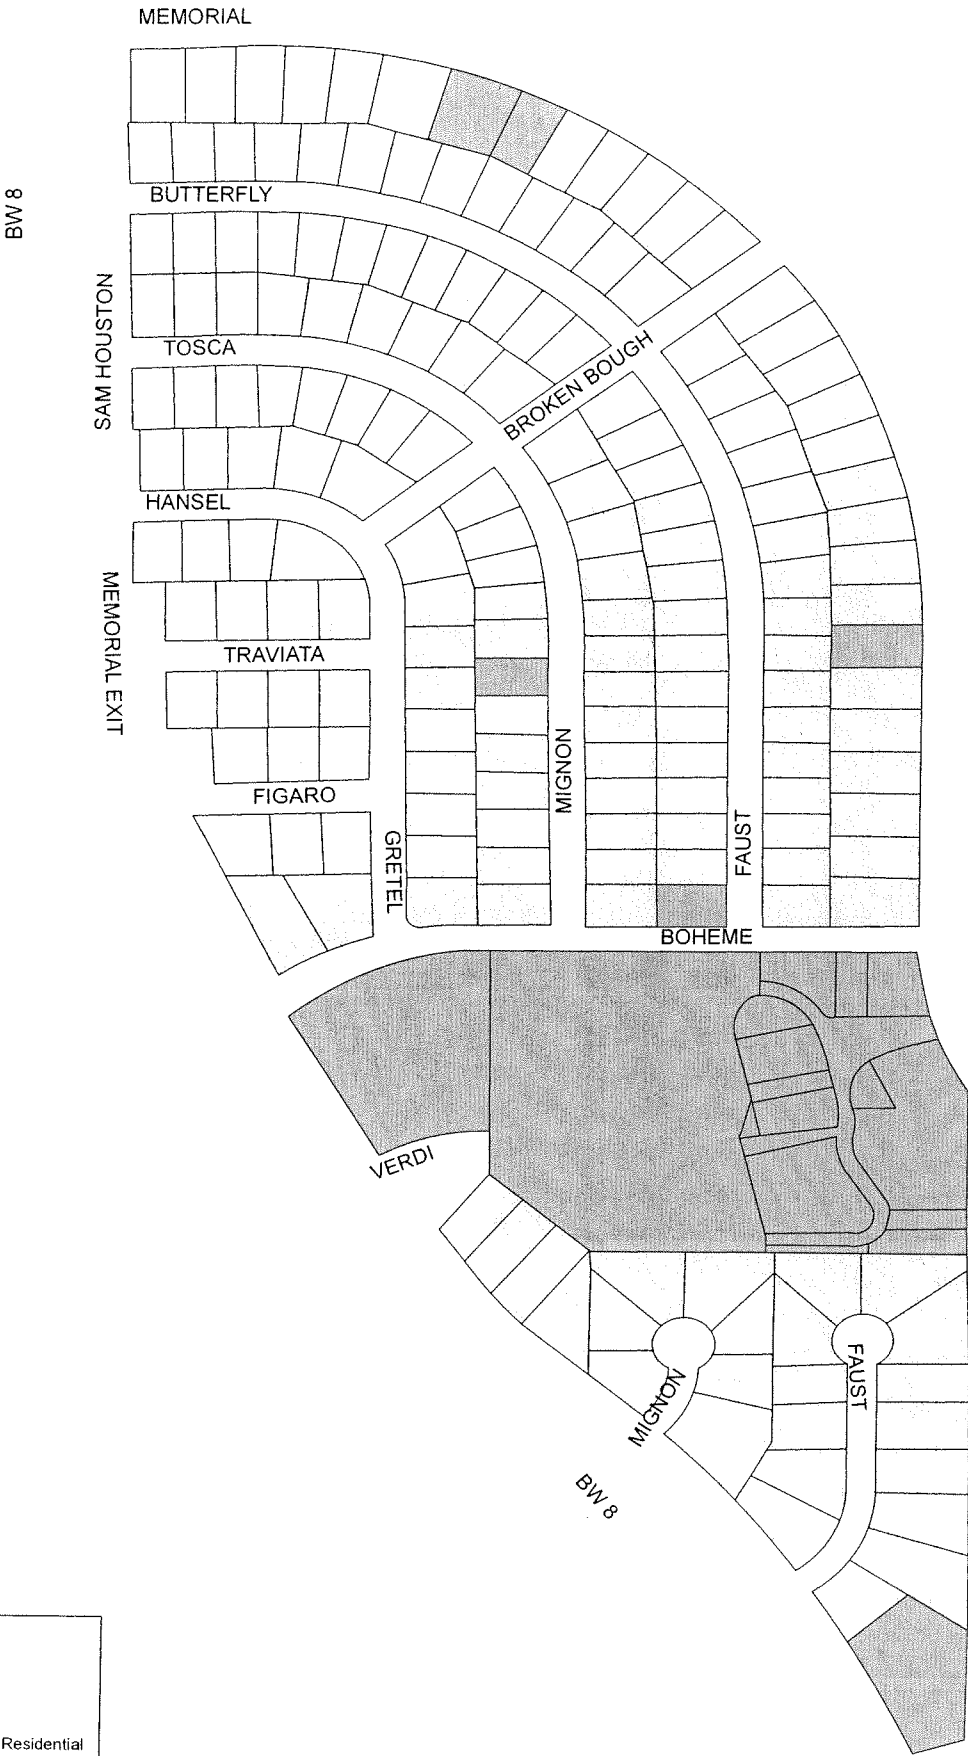 MEMORIAL
BW 8
BUTTERFLY
SAM HOUSTON
TOSCA
BROKEN BOUGH
HANSEL
MEMORIAL EXIT
TRAVIATA
MIGNON
FIGARO
FAUST
GRETEL
BOHEME
VERDI
FAUST
MIGNON
BW 8
Residential